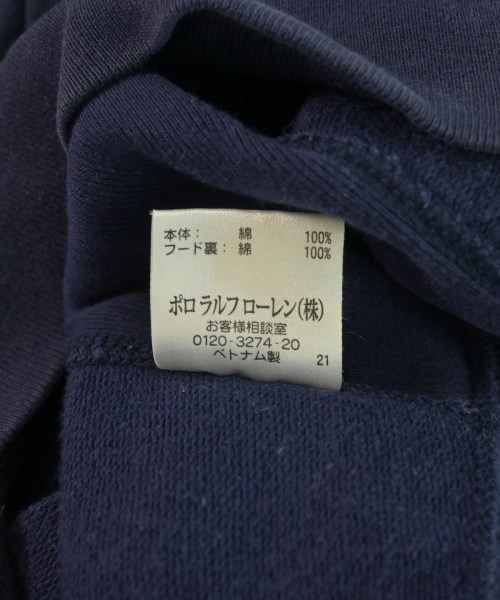 本体： 綿 100%
フード裏： 綿 100%
ポロ ラルフ ローレン(株)
お客様相談室
0120-3274-20
ベトナム製 21